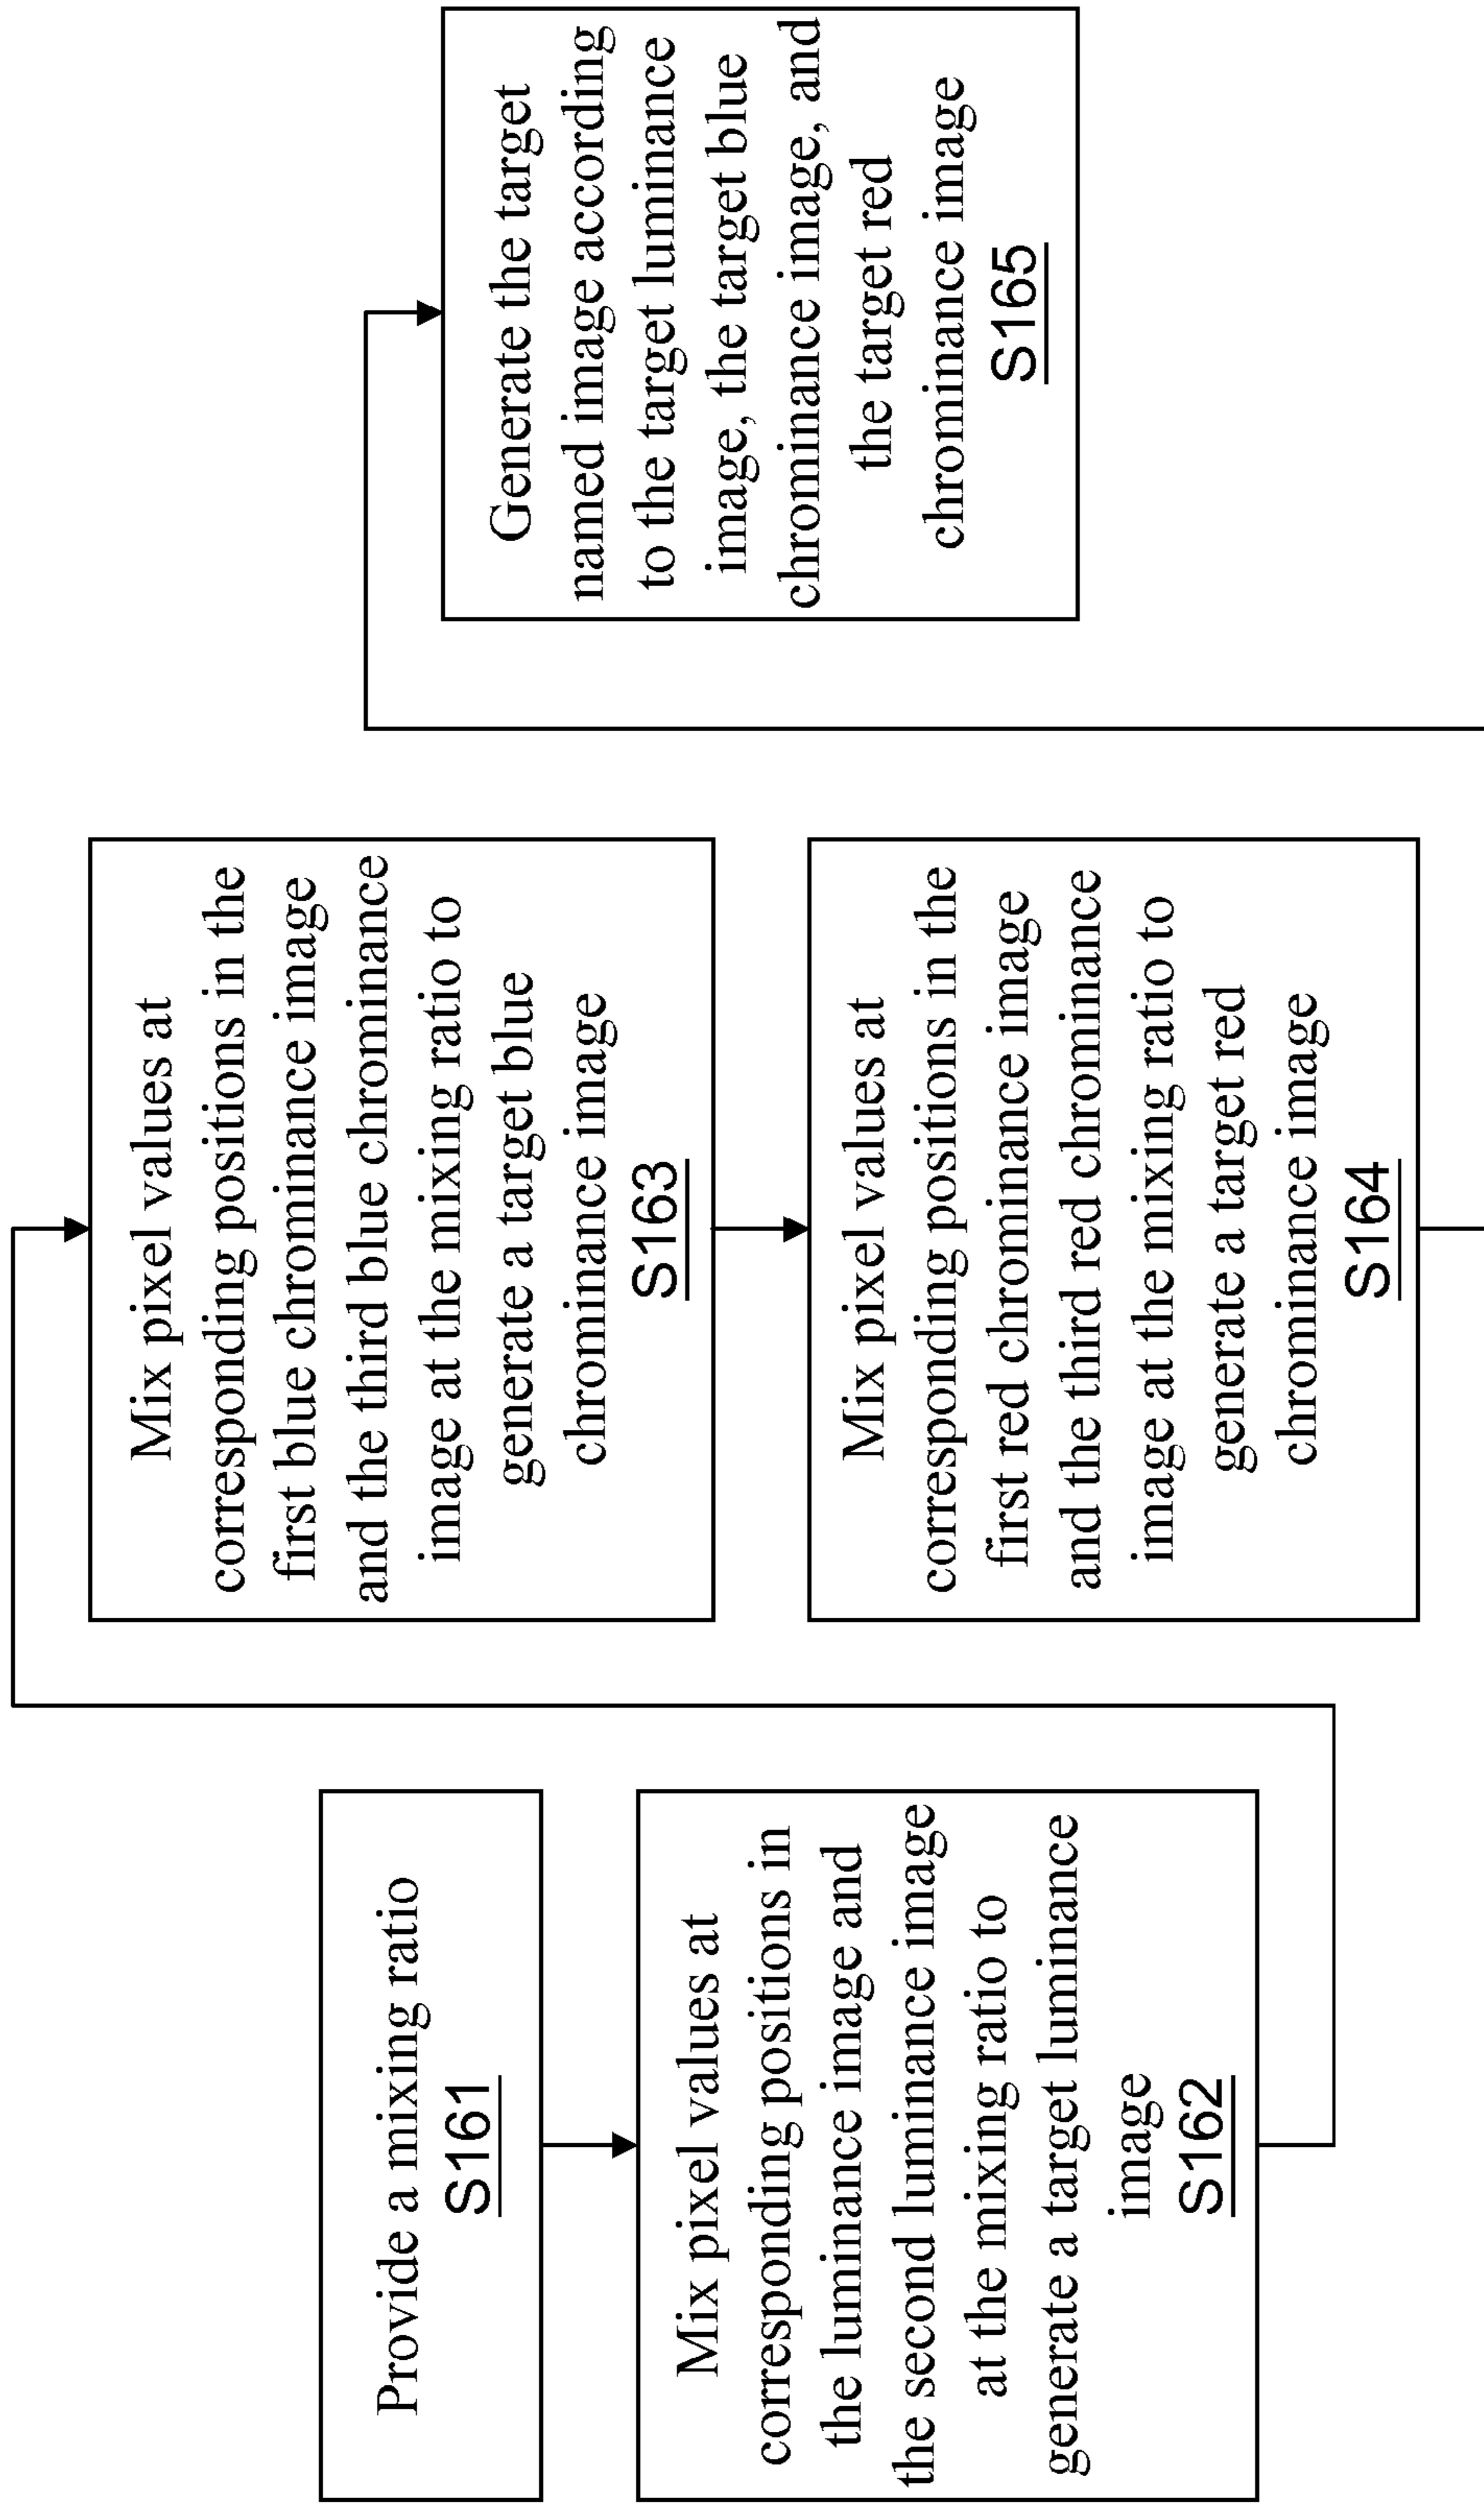 Provide a mixing ratio
S161
Mix pixel values at
corresponding positions in
the luminance image and
the second luminance image
at the mixing ratio to
generate a target luminance
image
S162
Mix pixel values at
corresponding positions in the
first blue chrominance image
and the third blue chrominance
image at the mixing ratio to
generate a target blue
chrominance image
S163
Mix pixel values at
corresponding positions in the
first red chrominance image
and the third red chrominance
image at the mixing ratio to
generate a target red
chrominance image
S164
Generate the target
named image according
to the target luminance
image, the target blue
chrominance image, and
the target red
chrominance image
S165